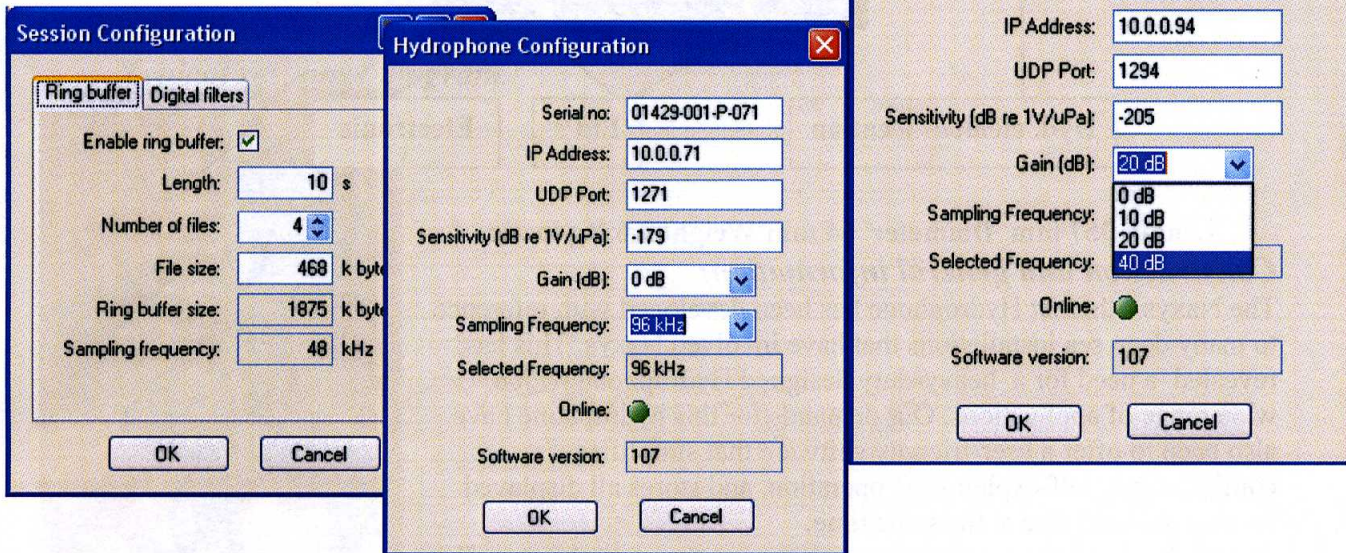 Session Configuration
Ring buffer Digital filters
Enable ring buffer:
Length: 10 s
Number of files: 4
File size: 468 k byte
Ring buffer size: 1875 k byte
Sampling frequency: 48 kHz
OK Cancel
Hydrophone Configuration
Serial no: 01429-001-P-071
IP Address: 10.0.0.71
UDP Port: 1271
Sensitivity (dB re 1V/uPa): -179
Gain (dB): 0 dB
Sampling Frequency: 96 kHz
Selected Frequency: 96 kHz
Online:
Software version: 107
OK Cancel
IP Address: 10.0.0.94
UDP Port: 1294
Sensitivity (dB re 1V/uPa): -205
Gain (dB): 20 dB
0 dB
Sampling Frequency: 10 dB
20 dB
Selected Frequency: 40 dB
Online:
Software version: 107
OK Cancel